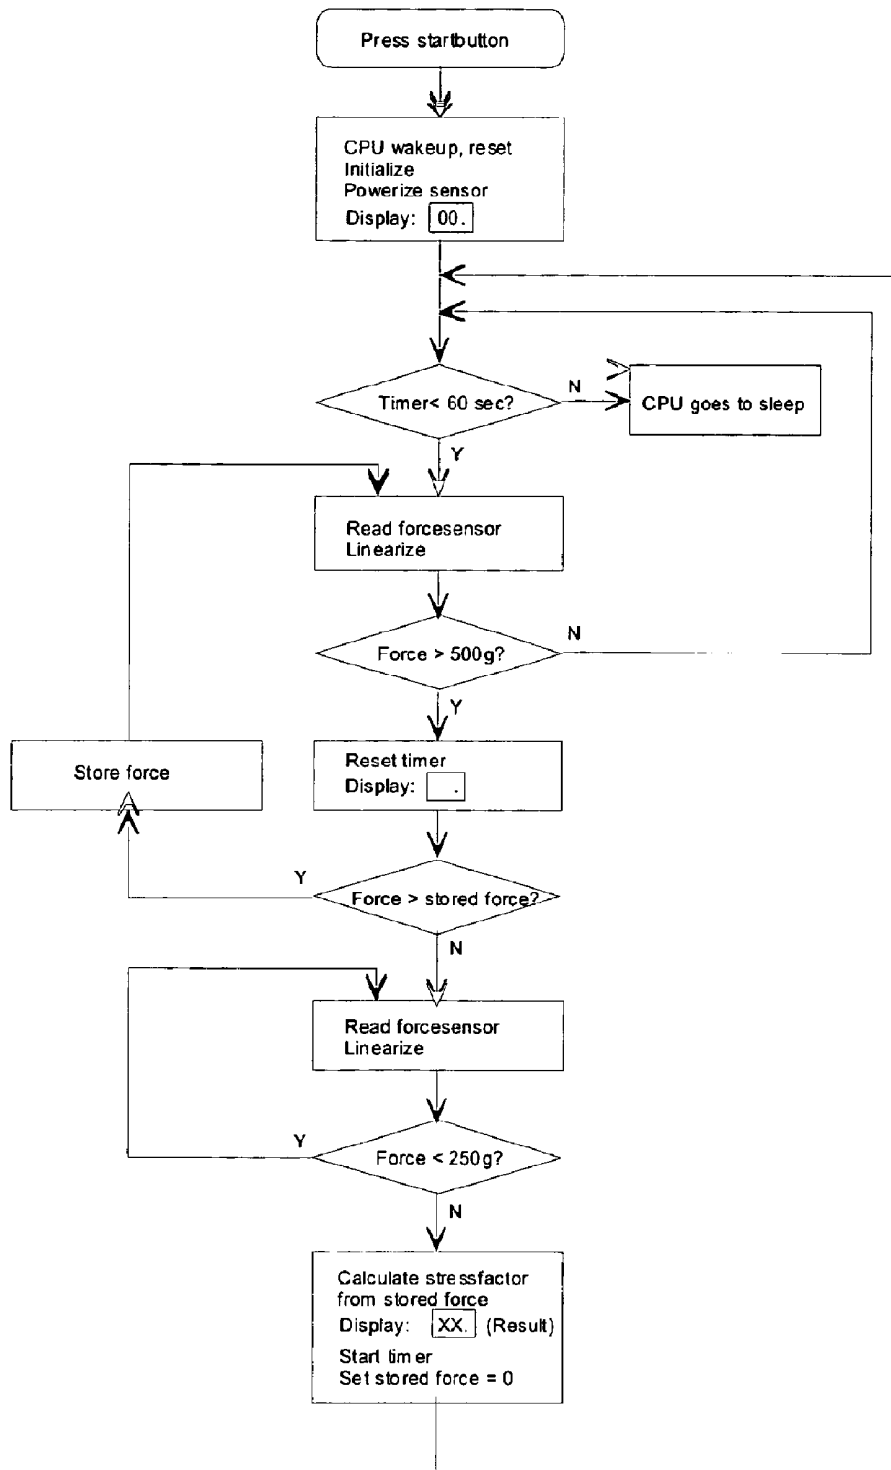 Press startbutton
CPU wakeup, reset
Initialize
Powerize sensor
Display: 00.
Timer< 60 sec?
N
CPU goes to sleep
Y
Read forcesensor
Linearize
Force > 500g?
N
Y
Store force
Reset timer
Display: .
Y
Force > stored force?
N
Read forcesensor
Linearize
Y
Force < 250g?
N
Calculate stressfactor
from stored force
Display: XX. (Result)
Start timer
Set stored force = 0